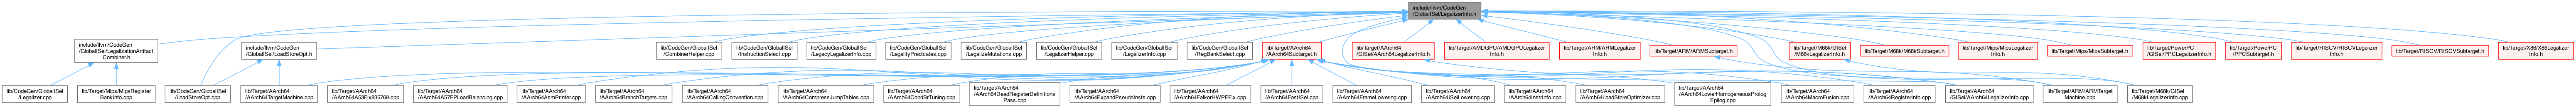 include/llvm/CodeGen
/GlobalISel/LegalizerInfo.h
include/llvm/CodeGen
/GlobalISel/LegalizationArtifact
Combiner.h
include/llvm/CodeGen
/GlobalISel/LoadStoreOpt.h
lib/CodeGen/GlobalISel
/CombinerHelper.cpp
lib/CodeGen/GlobalISel
/InstructionSelect.cpp
lib/CodeGen/GlobalISel
/LegacyLegalizerInfo.cpp
lib/CodeGen/GlobalISel
/LegalityPredicates.cpp
lib/CodeGen/GlobalISel
/LegalizeMutations.cpp
lib/CodeGen/GlobalISel
/LegalizerHelper.cpp
lib/CodeGen/GlobalISel
/LegalizerInfo.cpp
lib/CodeGen/GlobalISel
/RegBankSelect.cpp
lib/Target/AArch64
/AArch64Subtarget.h
lib/Target/AArch64
/GISel/AArch64LegalizerInfo.h
lib/Target/AMDGPU/AMDGPULegalizer
Info.h
lib/Target/ARM/ARMLegalizer
Info.h
lib/Target/ARM/ARMSubtarget.h
lib/Target/M68k/GISel
/M68kLegalizerInfo.h
lib/Target/M68k/M68kSubtarget.h
lib/Target/Mips/MipsLegalizer
Info.h
lib/Target/Mips/MipsSubtarget.h
lib/Target/PowerPC
/GISel/PPCLegalizerInfo.h
lib/Target/PowerPC
/PPCSubtarget.h
lib/Target/RISCV/RISCVLegalizer
Info.h
lib/Target/RISCV/RISCVSubtarget.h
lib/Target/X86/X86Legalizer
Info.h
lib/CodeGen/GlobalISel
/Legalizer.cpp
lib/Target/Mips/MipsRegister
BankInfo.cpp
lib/CodeGen/GlobalISel
/LoadStoreOpt.cpp
lib/Target/AArch64
/AArch64TargetMachine.cpp
lib/Target/AArch64
/AArch64A53Fix835769.cpp
lib/Target/AArch64
/AArch64A57FPLoadBalancing.cpp
lib/Target/AArch64
/AArch64AsmPrinter.cpp
lib/Target/AArch64
/AArch64BranchTargets.cpp
lib/Target/AArch64
/AArch64CallingConvention.cpp
lib/Target/AArch64
/AArch64CompressJumpTables.cpp
lib/Target/AArch64
/AArch64CondBrTuning.cpp
lib/Target/AArch64
/AArch64DeadRegisterDefinitions
Pass.cpp
lib/Target/AArch64
/AArch64ExpandPseudoInsts.cpp
lib/Target/AArch64
/AArch64FalkorHWPFFix.cpp
lib/Target/AArch64
/AArch64FastISel.cpp
lib/Target/AArch64
/AArch64FrameLowering.cpp
lib/Target/AArch64
/AArch64ISelLowering.cpp
lib/Target/AArch64
/AArch64InstrInfo.cpp
lib/Target/AArch64
/AArch64LoadStoreOptimizer.cpp
lib/Target/AArch64
/AArch64LowerHomogeneousProlog
Epilog.cpp
lib/Target/AArch64
/AArch64MacroFusion.cpp
lib/Target/AArch64
/AArch64RegisterInfo.cpp
lib/Target/AArch64
/GISel/AArch64LegalizerInfo.cpp
lib/Target/ARM/ARMTarget
Machine.cpp
lib/Target/M68k/GISel
/M68kLegalizerInfo.cpp